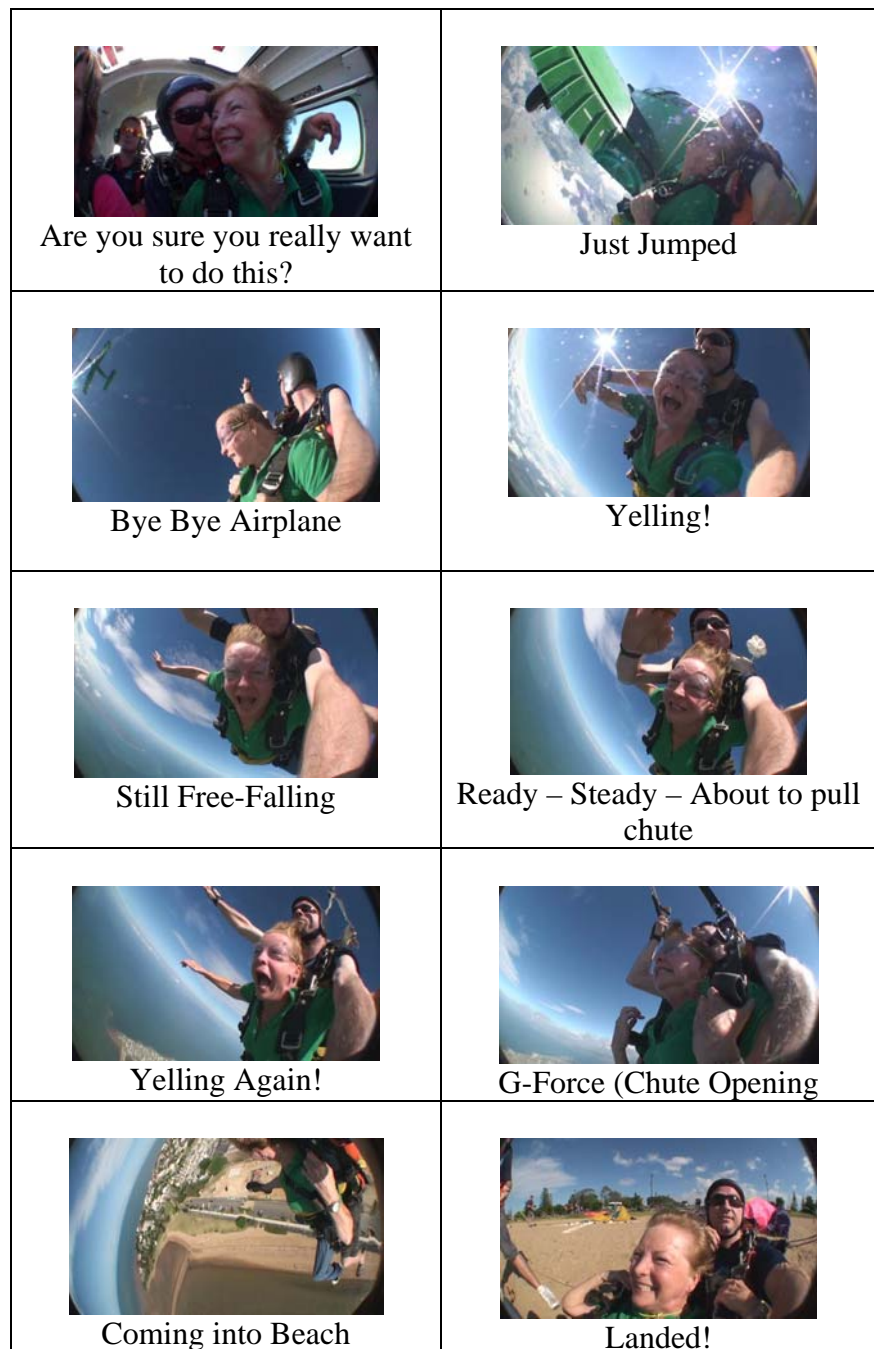 Are you sure you really want
to do this?
Just Jumped
Bye Bye Airplane
Yelling!
Still Free-Falling
Ready – Steady – About to pull
chute
Yelling Again!
G-Force (Chute Opening
Coming into Beach
Landed!